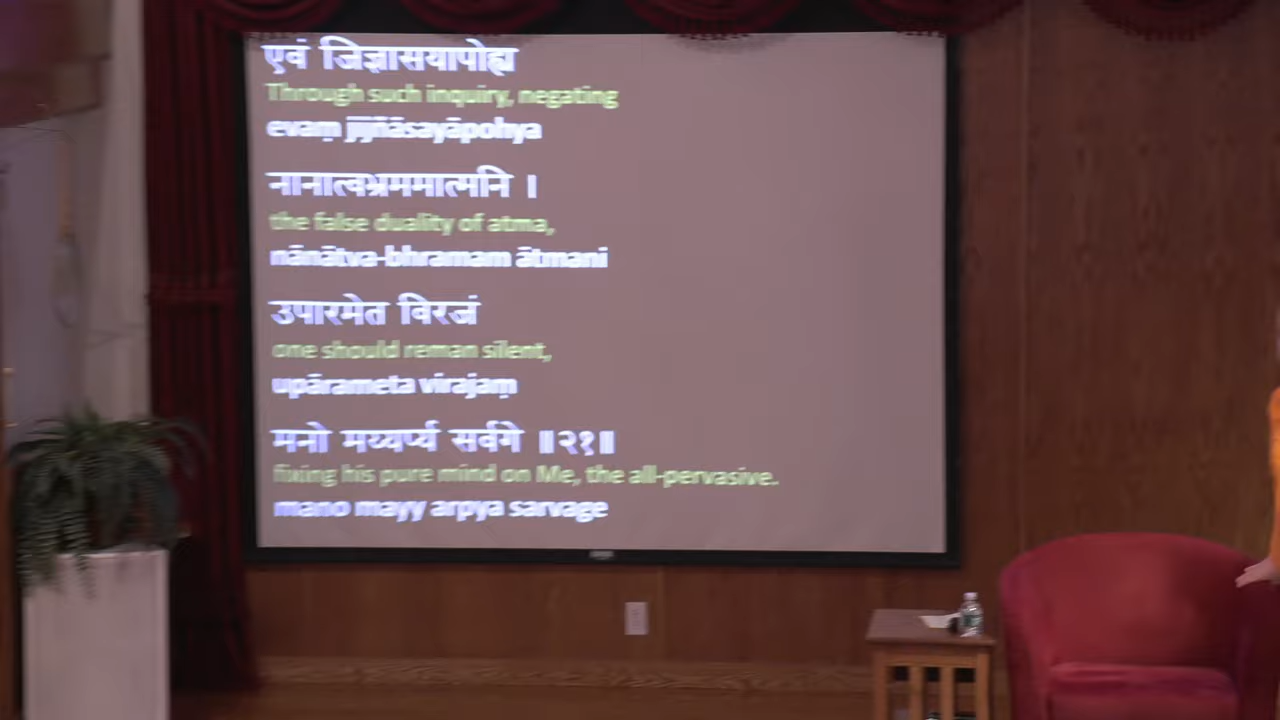 एवं जिज्ञासयापोह्य
Through such inquiry, negating
evaṃ jijñāsayāpohya
नानात्वभ्रममात्मनि ।
the false duality of atma,
nānātva-bhramam ātmani
उपारमेत विरजं
one should reman silent,
upārameta virajaṃ
मनो मय्यर्प्य सर्वगे ॥२१॥
fixing his pure mind on Me, the all-pervasive.
mano mayy arpya sarvage